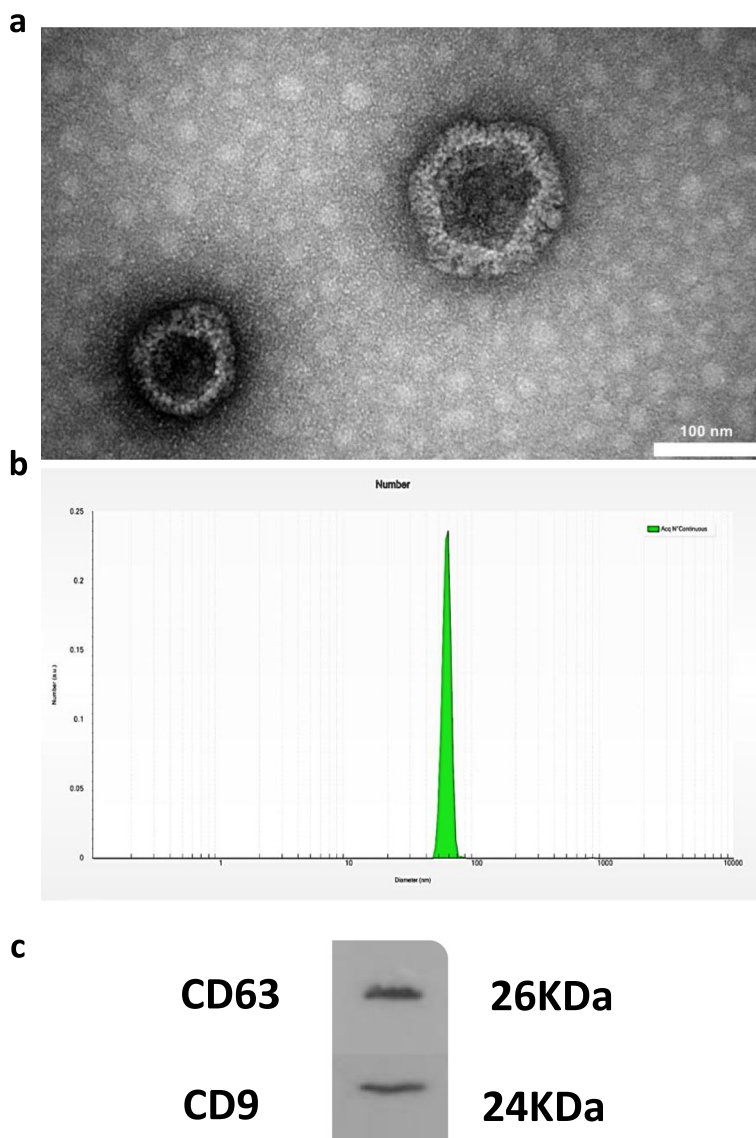 a
100 nm
b
Number
0.25
Acq N°Continuous
0.2
0.15
Number (a.u.)
0.1
0.05
0
1
10
100
1000
10000
Diameter (nm)
c
CD63
26KDa
CD9
24KDa